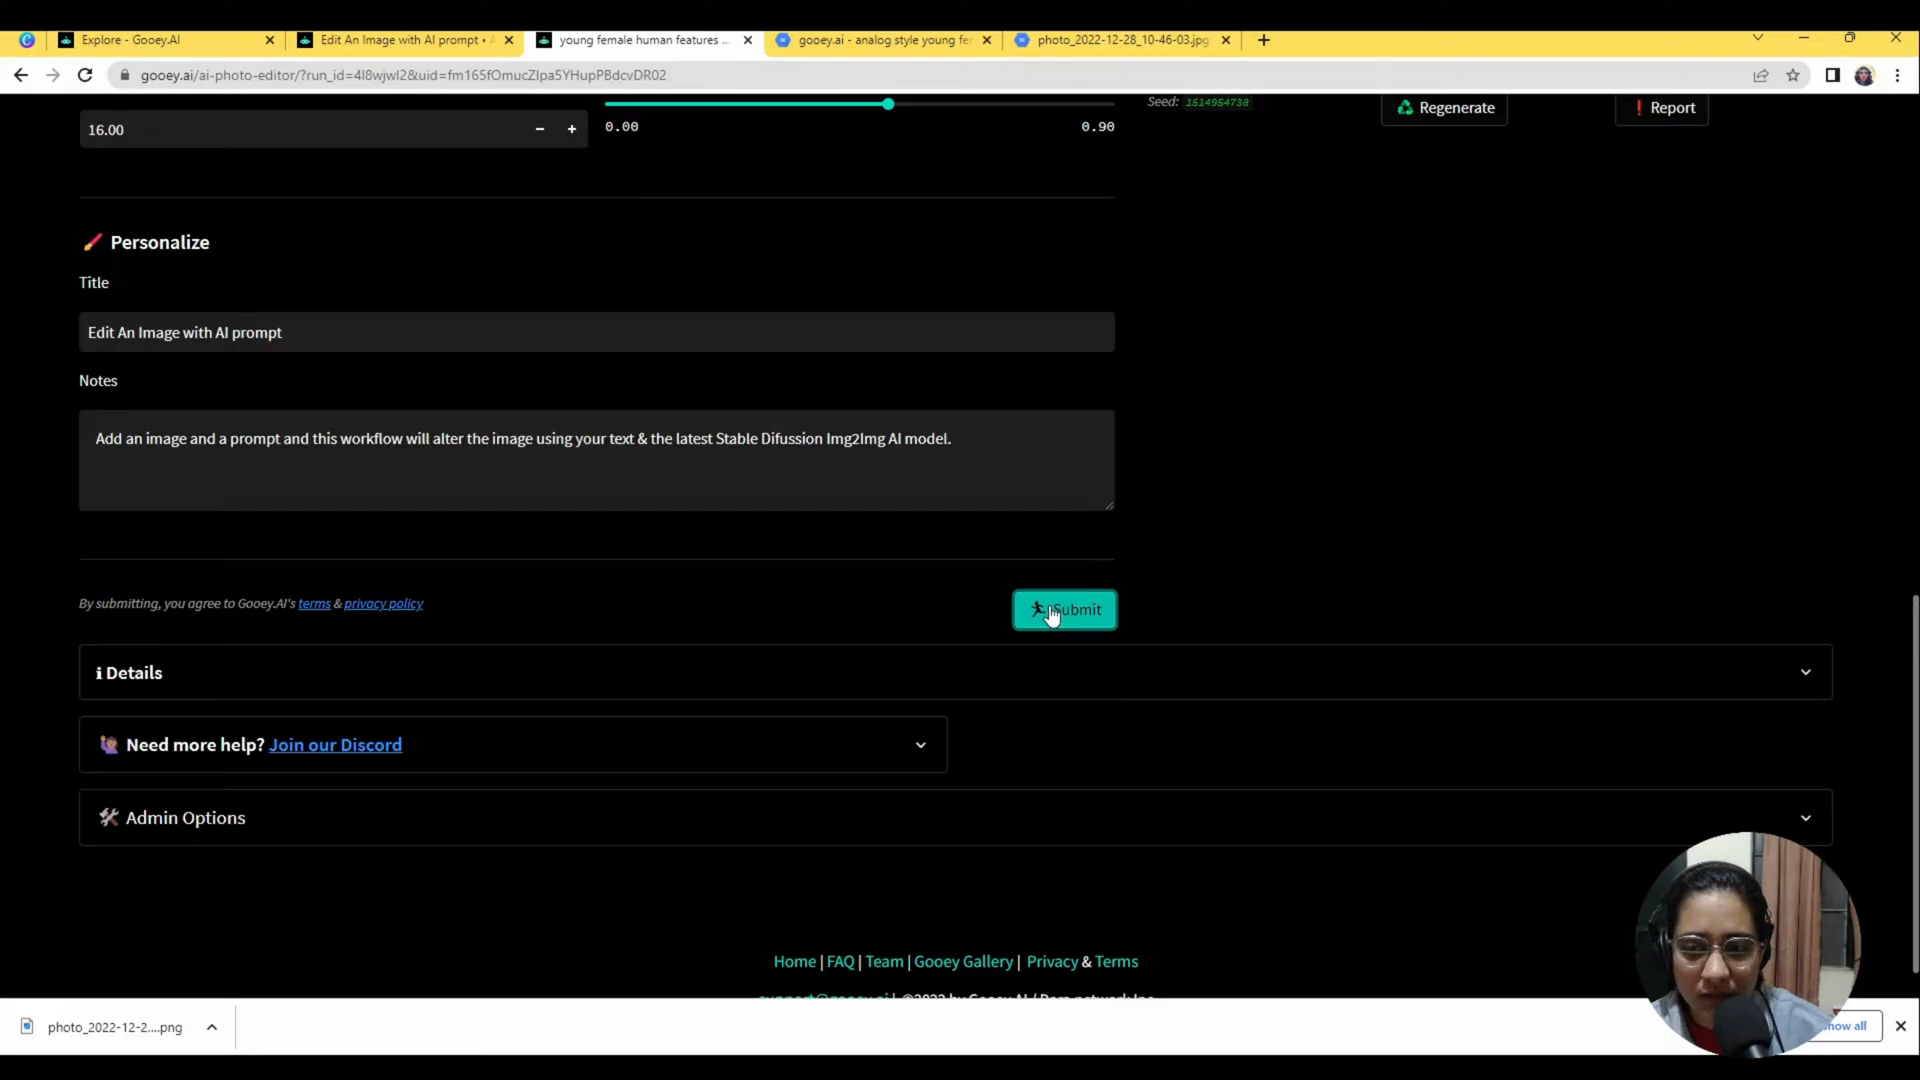 Explore - Gooey.AI
Edit An Image with AI prompt •
young female human features ...
gooey.ai - analog style young fe
photo_2022-12-28_10-46-03.jpg
gooey.ai/ai-photo-editor/?run_id=4l8wjwl2&uid=fm165fOmucZlpa5YHupPBdcvDR02
16.00
0.00
0.90
Seed: 1514954738
Regenerate
Report
Personalize
Title
Edit An Image with AI prompt
Notes
Add an image and a prompt and this workflow will alter the image using your text & the latest Stable Difussion Img2Img AI model.
By submitting, you agree to Gooey.AI's terms & privacy policy
Submit
Details
Need more help? Join our Discord
Admin Options
Home | FAQ | Team | Gooey Gallery | Privacy & Terms
photo_2022-12-2....png